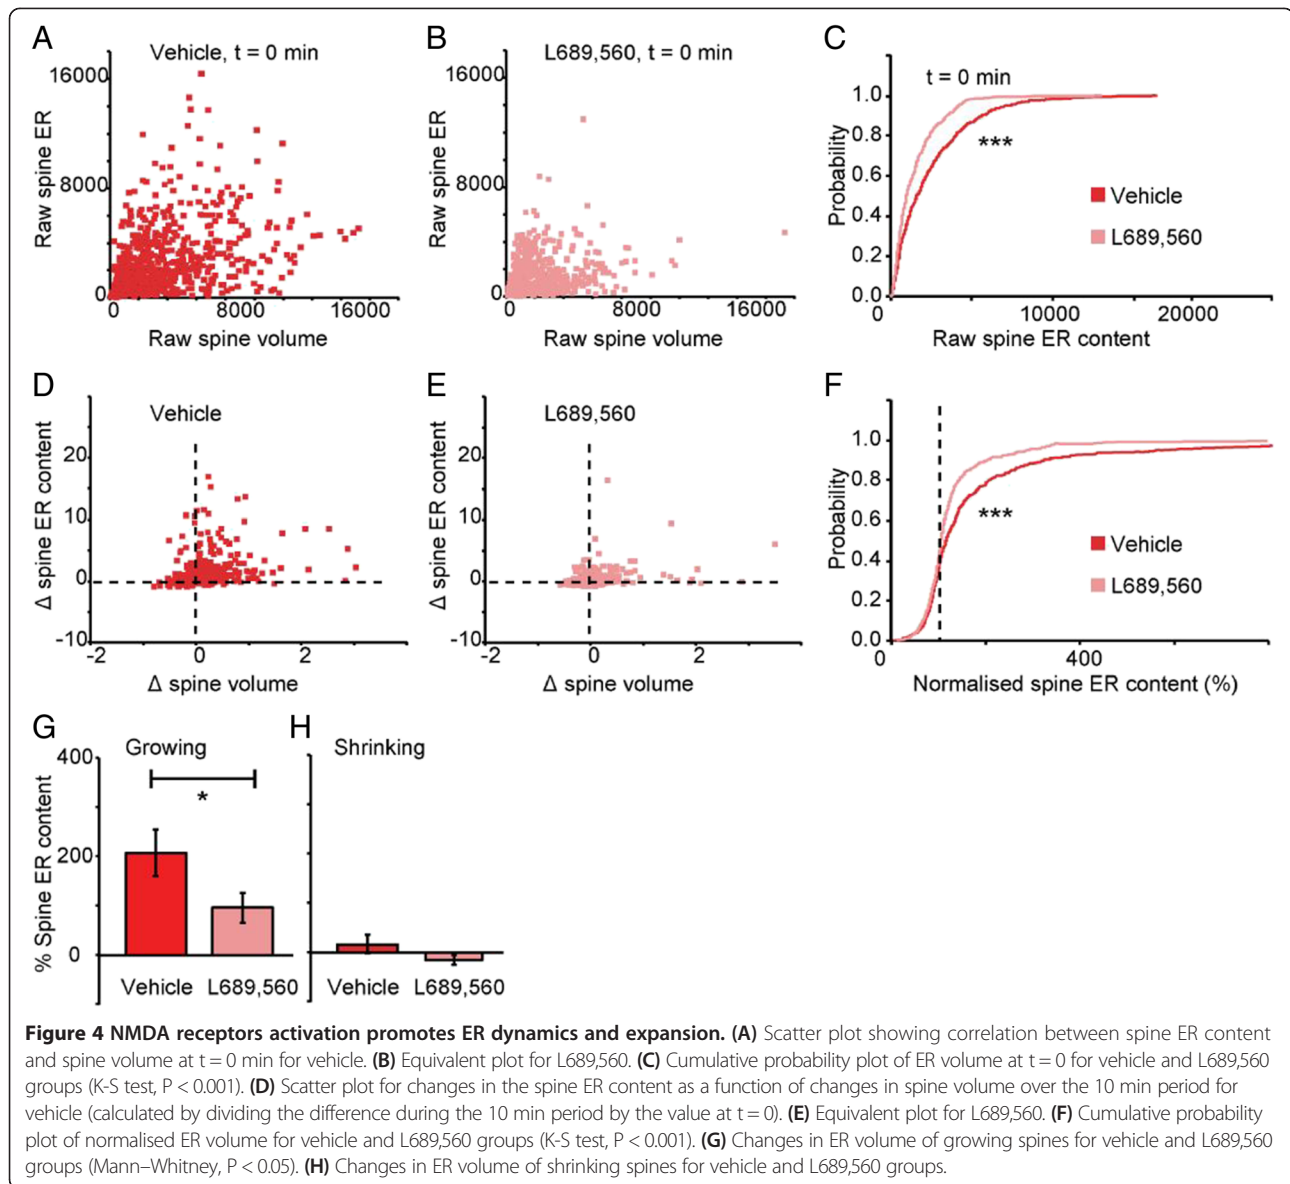 A
Vehicle, t = 0 min
16000
8000
0
Raw spine ER
0
8000
16000
Raw spine volume
B
L689,560, t = 0 min
16000
8000
0
Raw spine ER
0
8000
16000
Raw spine volume
C
t = 0 min
1.0
0.8
0.6
0.4
0.2
0.0
Probability
***
Vehicle
L689,560
0
10000
20000
Raw spine ER content
D
Vehicle
20
10
0
-10
Δ spine ER content
-2
0
2
Δ spine volume
E
L689,560
20
10
0
-10
Δ spine ER content
-2
0
2
Δ spine volume
F
1.0
0.8
0.6
0.4
0.2
0.0
Probability
***
Vehicle
L689,560
0
400
Normalised spine ER content (%)
G
Growing
400
200
0
% Spine ER content
*
Vehicle
L689,560
H
Shrinking
Vehicle
L689,560
Figure 4 NMDA receptors activation promotes ER dynamics and expansion. (A) Scatter plot showing correlation between spine ER content
and spine volume at t = 0 min for vehicle. (B) Equivalent plot for L689,560. (C) Cumulative probability plot of ER volume at t = 0 for vehicle and L689,560
groups (K-S test, P < 0.001). (D) Scatter plot for changes in the spine ER content as a function of changes in spine volume over the 10 min period for
vehicle (calculated by dividing the difference during the 10 min period by the value at t = 0). (E) Equivalent plot for L689,560. (F) Cumulative probability
plot of normalised ER volume for vehicle and L689,560 groups (K-S test, P < 0.001). (G) Changes in ER volume of growing spines for vehicle and L689,560
groups (Mann–Whitney, P < 0.05). (H) Changes in ER volume of shrinking spines for vehicle and L689,560 groups.